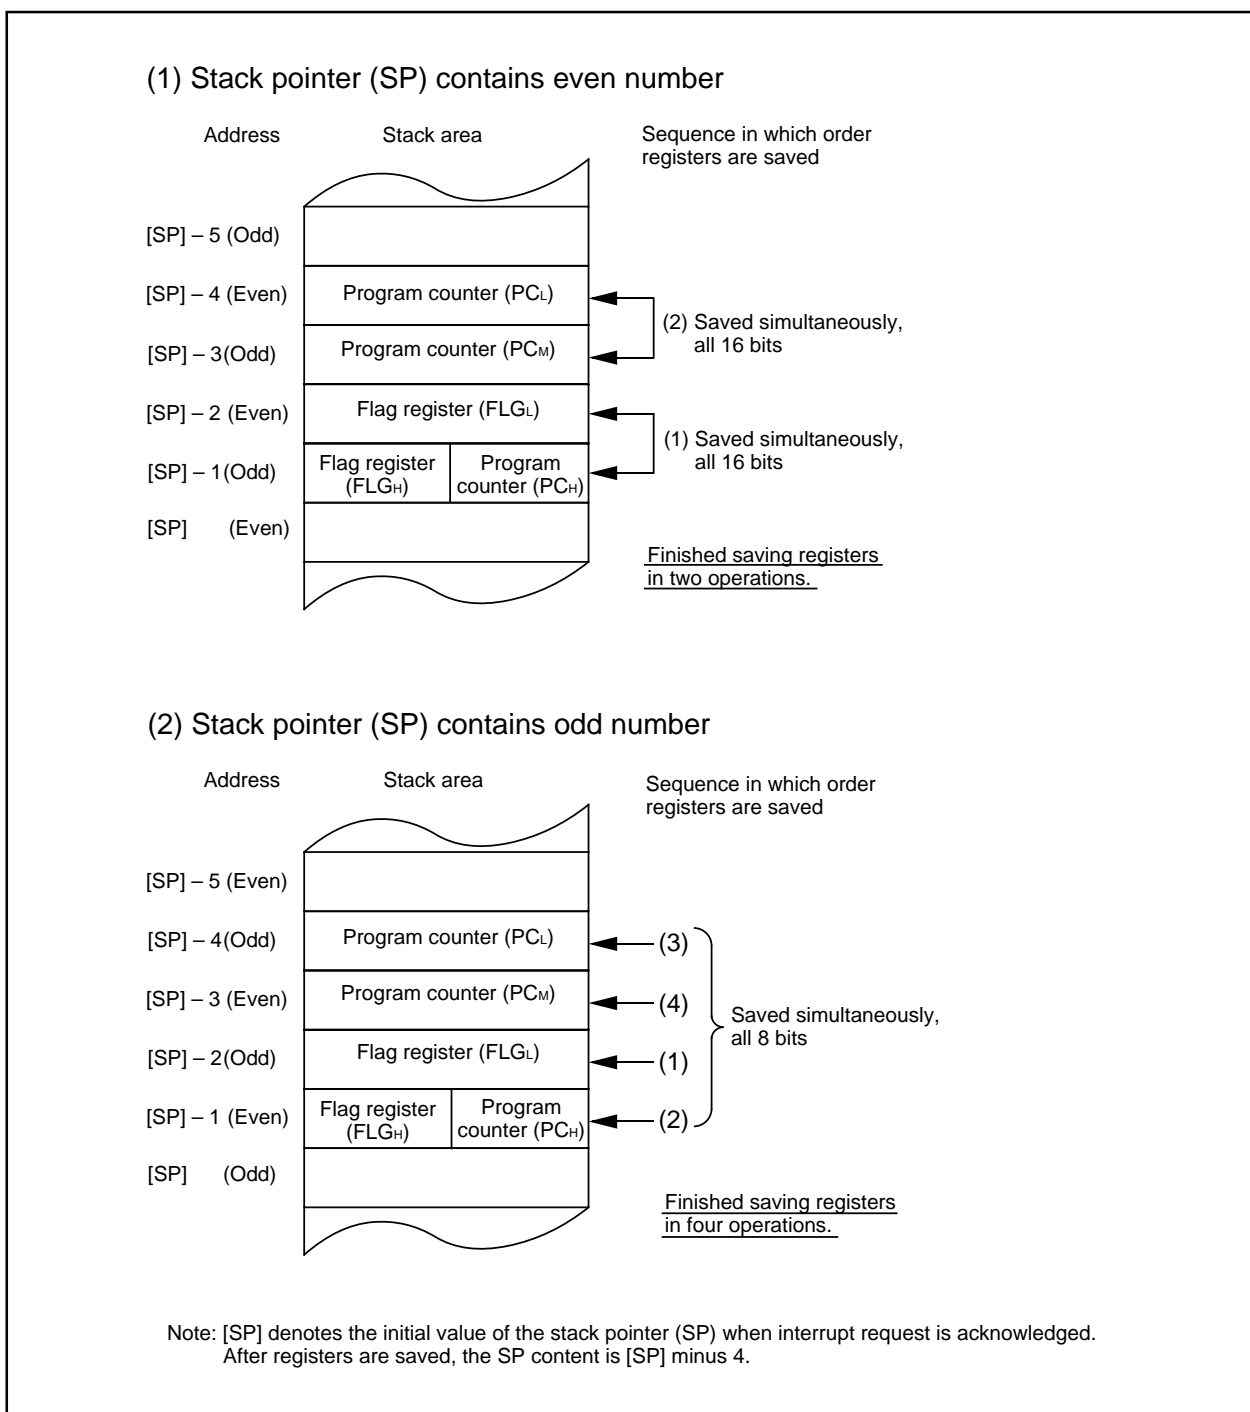 (1) Stack pointer (SP) contains even number
Address Stack area Sequence in which order
registers are saved
[SP] – 5 (Odd)
[SP] – 4 (Even) Program counter (PCL)
(2) Saved simultaneously,
all 16 bits
[SP] – 3(Odd) Program counter (PCM)
[SP] – 2 (Even) Flag register (FLGL)
(1) Saved simultaneously,
all 16 bits
[SP] – 1(Odd) Flag register
(FLGH) Program
counter (PCH)
[SP] (Even)
Finished saving registers
in two operations.
(2) Stack pointer (SP) contains odd number
Address Stack area Sequence in which order
registers are saved
[SP] – 5 (Even)
[SP] – 4(Odd) Program counter (PCL) (3)
[SP] – 3 (Even) Program counter (PCM) (4)
Saved simultaneously,
all 8 bits
[SP] – 2(Odd) Flag register (FLGL) (1)
[SP] – 1 (Even) Flag register
(FLGH) Program
counter (PCH) (2)
[SP] (Odd)
Finished saving registers
in four operations.
Note: [SP] denotes the initial value of the stack pointer (SP) when interrupt request is acknowledged.
After registers are saved, the SP content is [SP] minus 4.